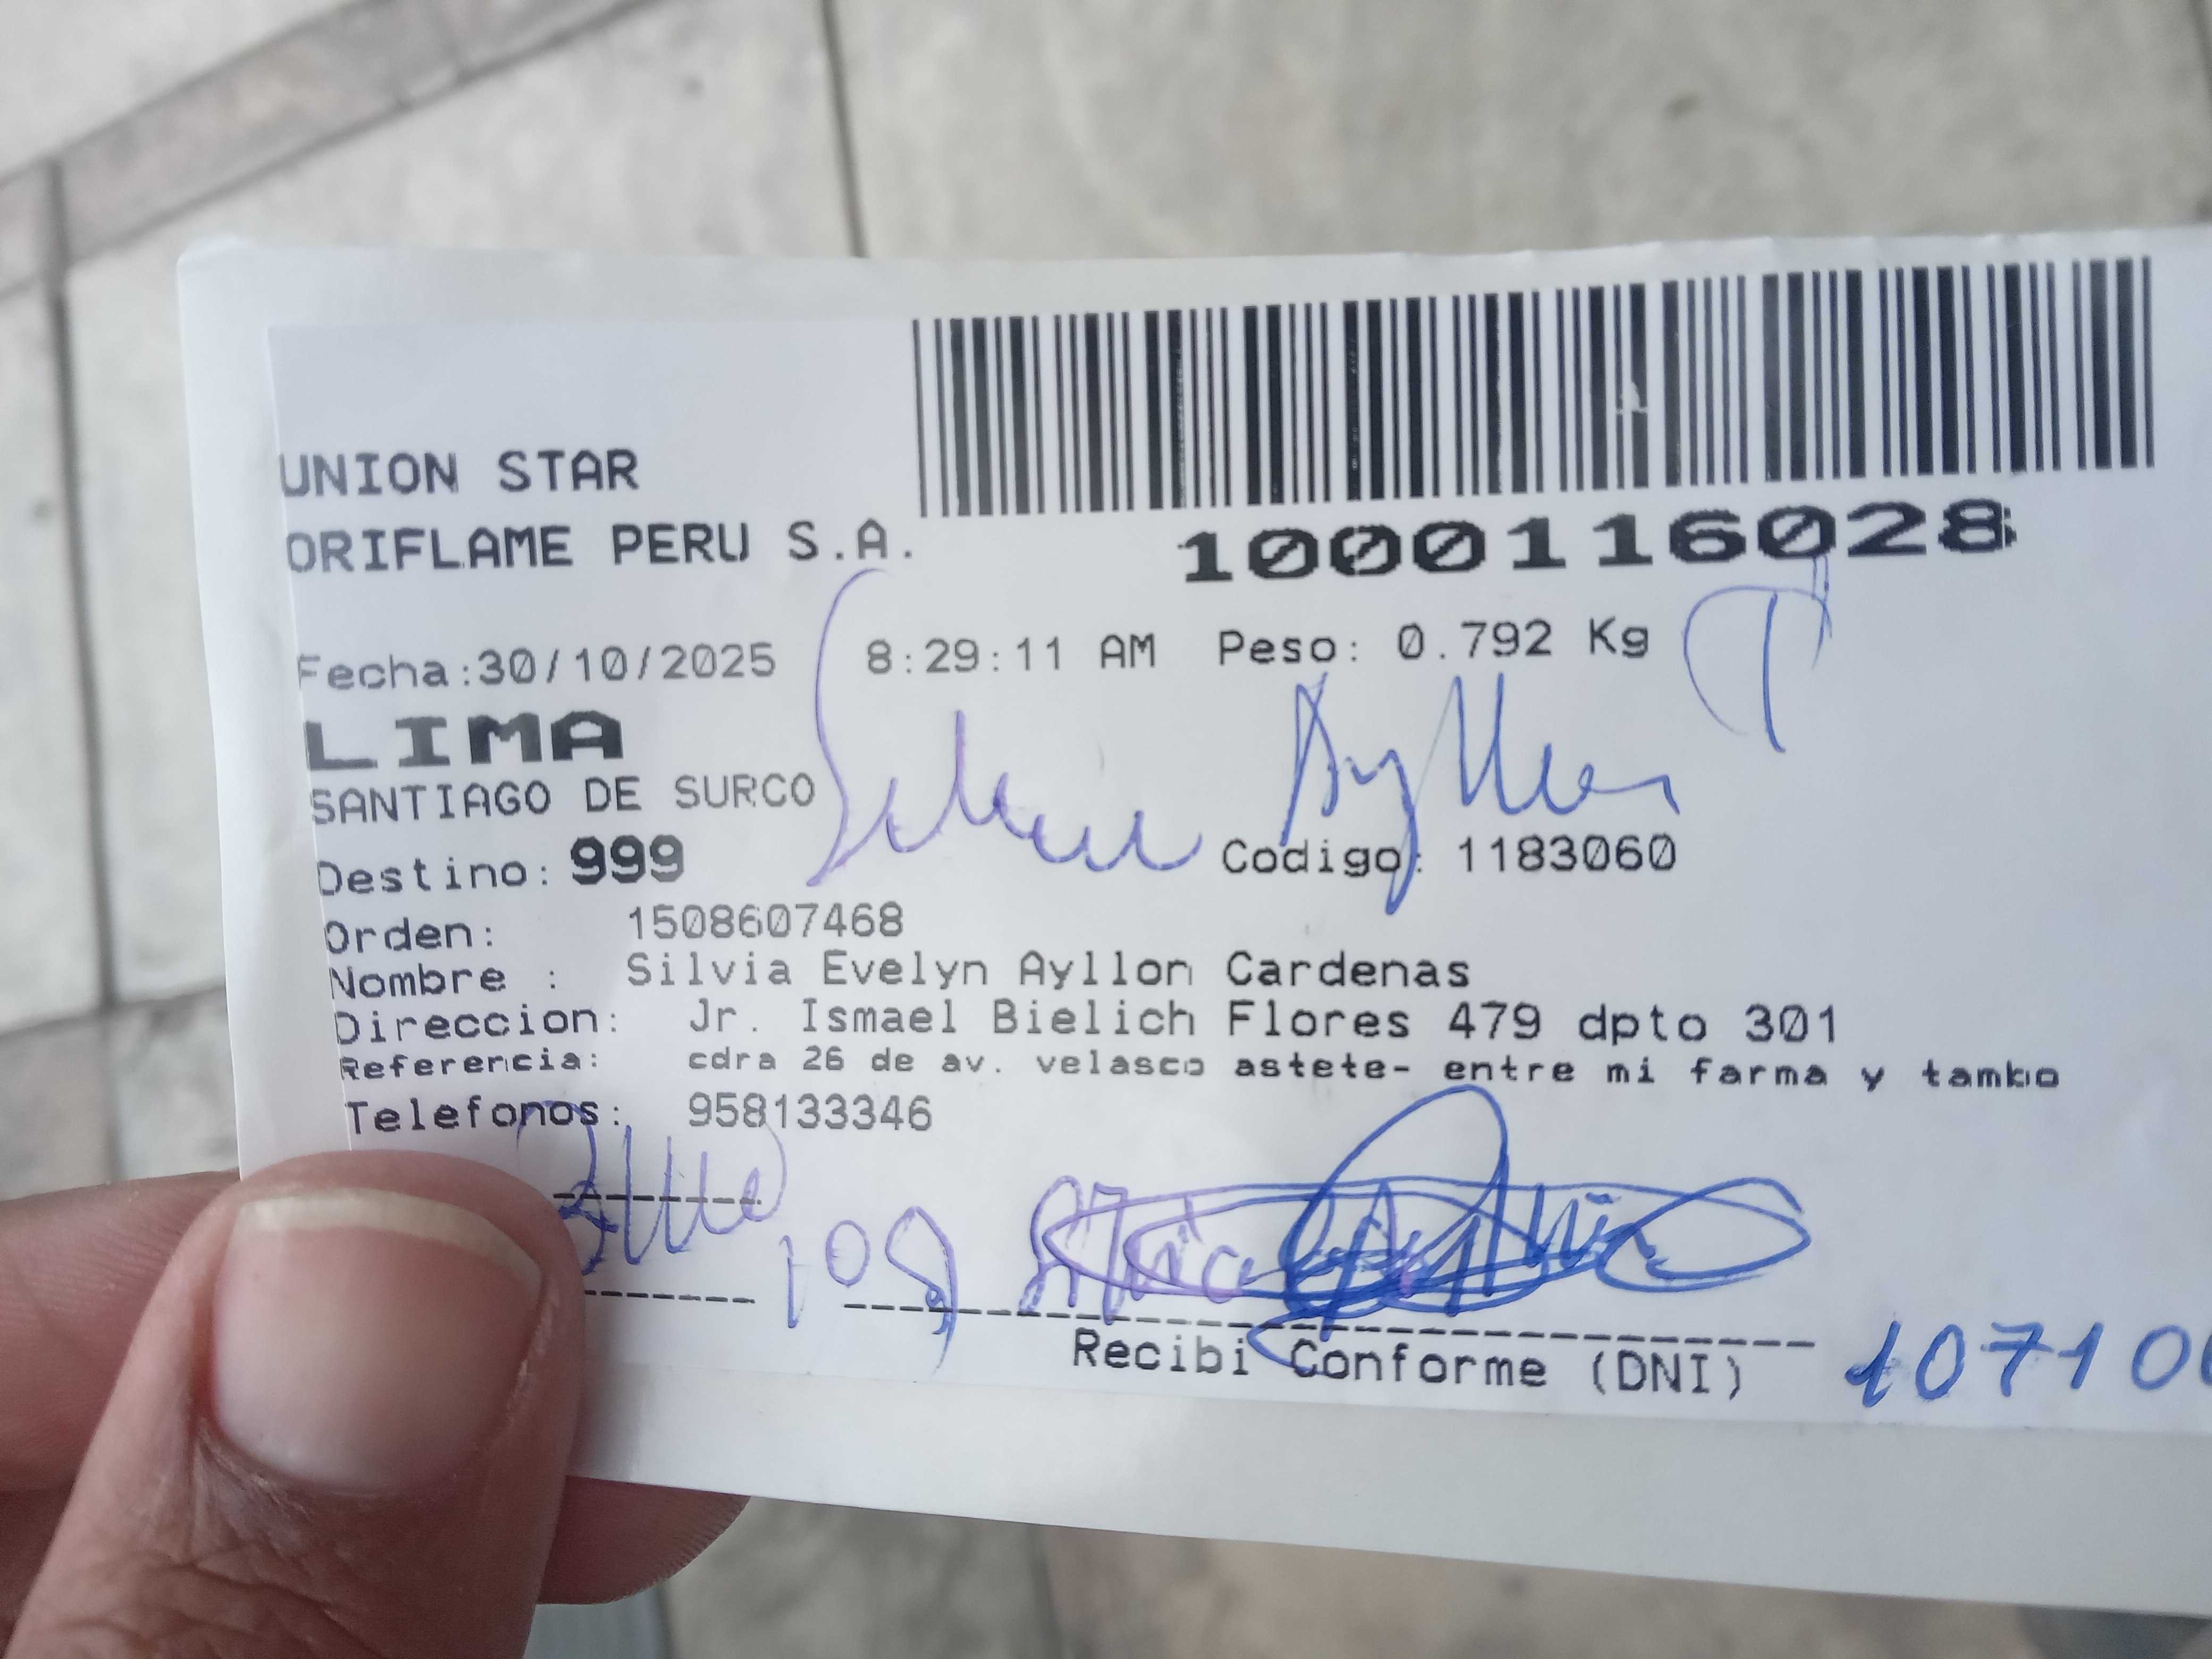 UNION STAR
ORIFLAME PERU S.A.
1000116028
Fecha:30/10/2025 8:29:11 AM Peso: 0.792 Kg
LIMA
SANTIAGO DE SURCO
Ayllon
Destino: 999
Codigo: 1183060
Orden: 1508607468
Nombre : Silvia Evelyn Ayllon Cardenas
Direccion: Jr. Ismael Bielich Flores 479 dpto 301
Referencia: cdra 26 de av. velasco astete- entre mi farma y tambo
Telefonos: 958133346
Recibi Conforme (DNI)